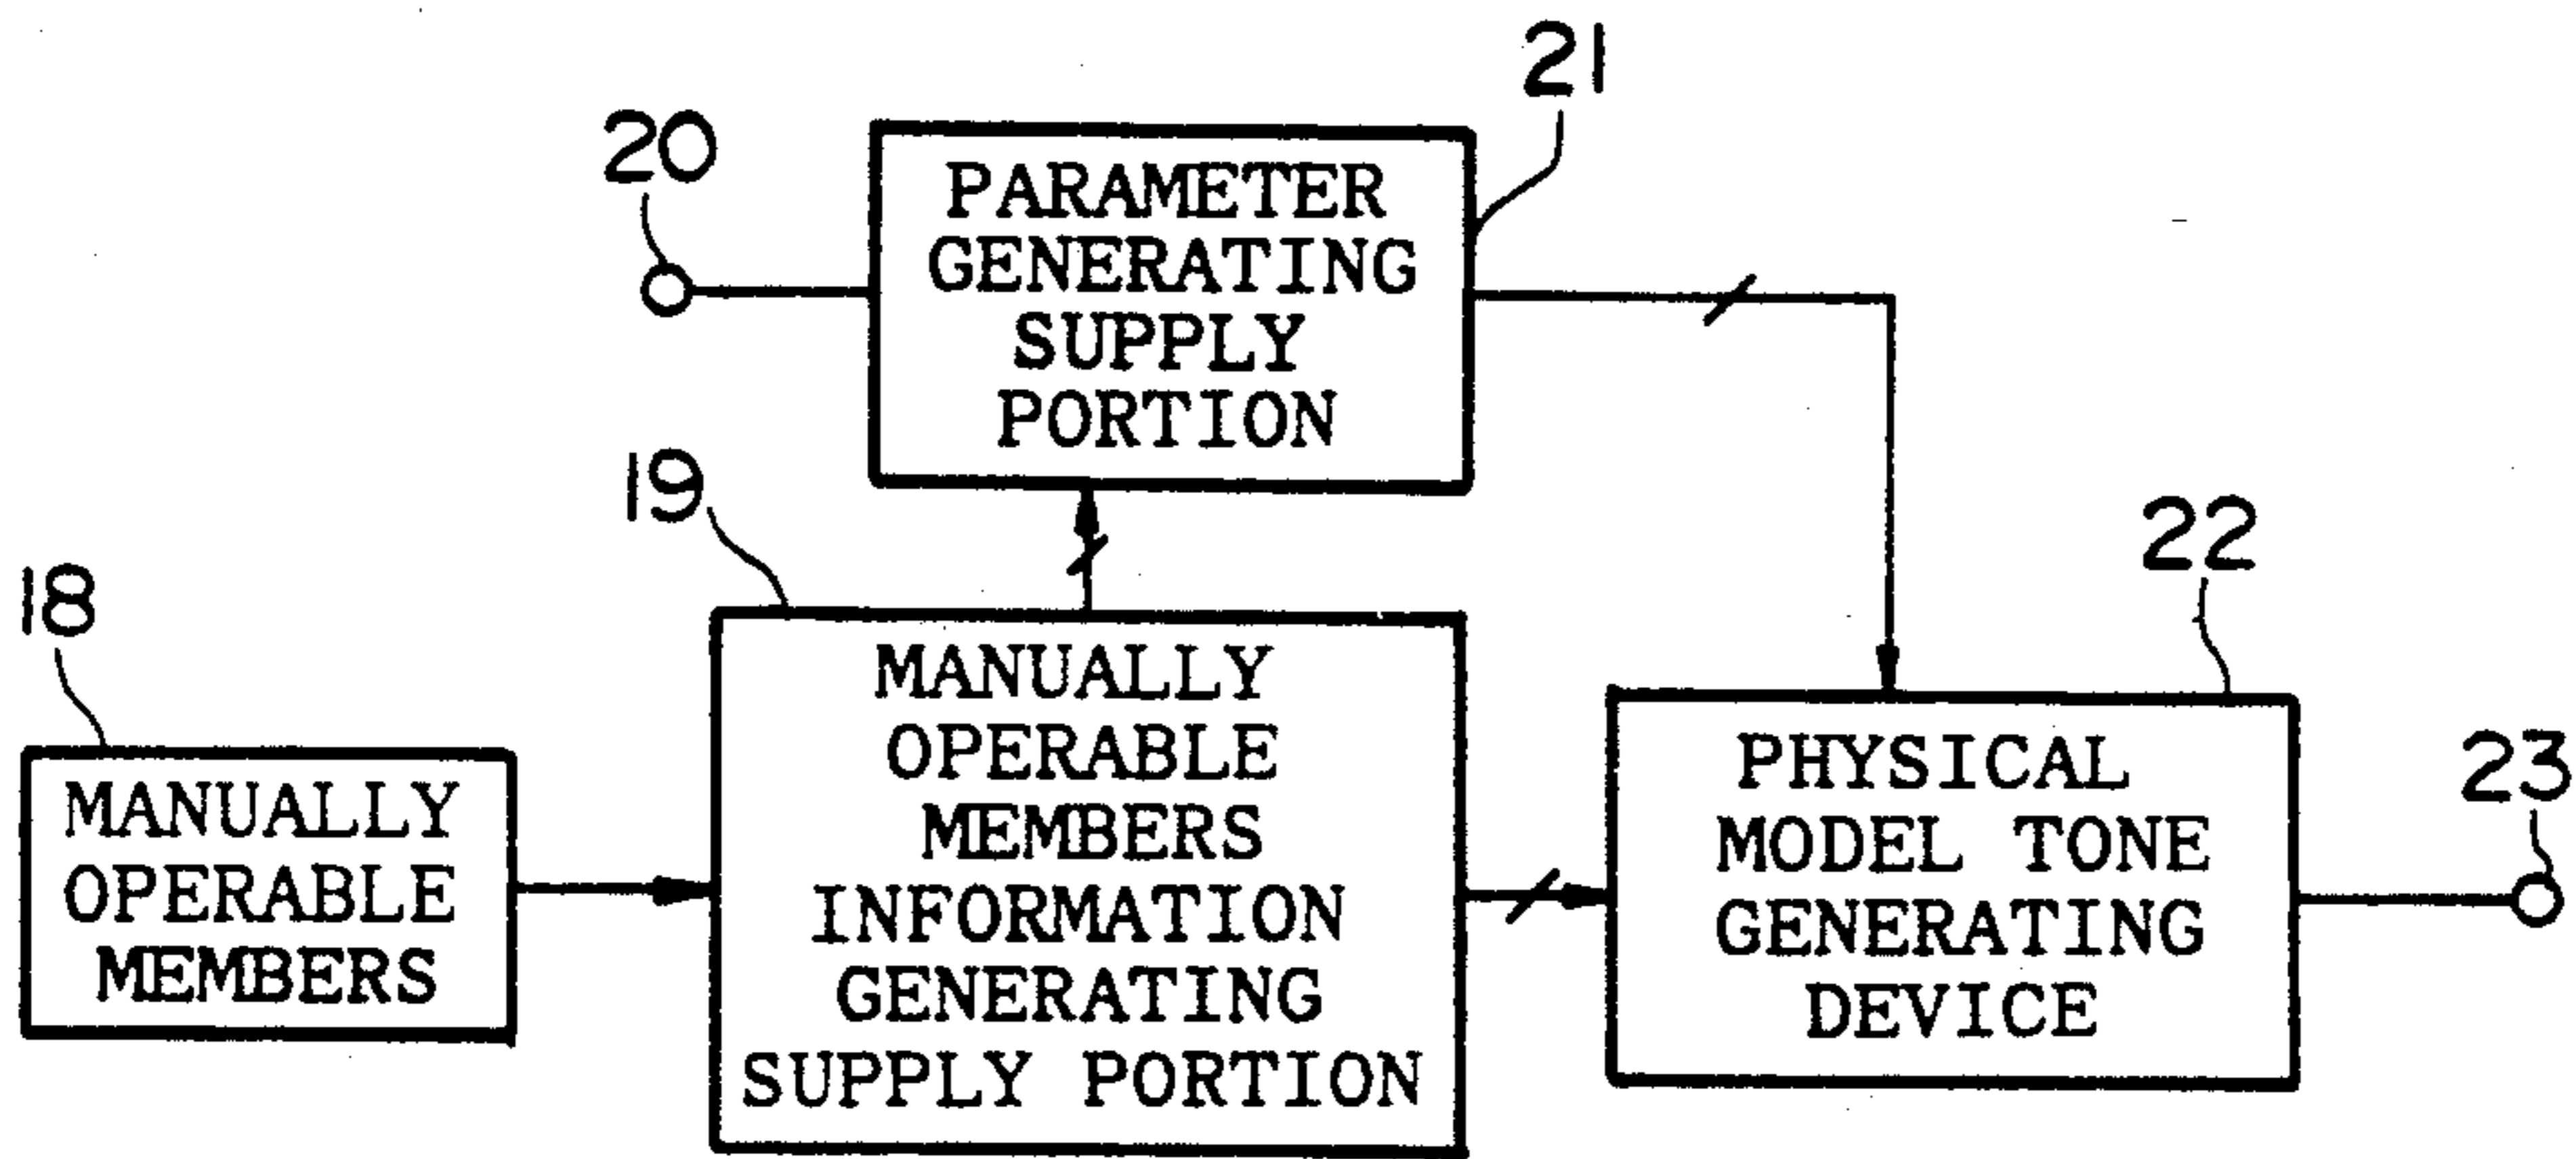 21
20
PARAMETER
GENERATING
SUPPLY
PORTION
19
22
18
MANUALLY
OPERABLE
MEMBERS
INFORMATION
GENERATING
SUPPLY PORTION
23
MANUALLY
OPERABLE
MEMBERS
PHYSICAL
MODEL TONE
GENERATING
DEVICE